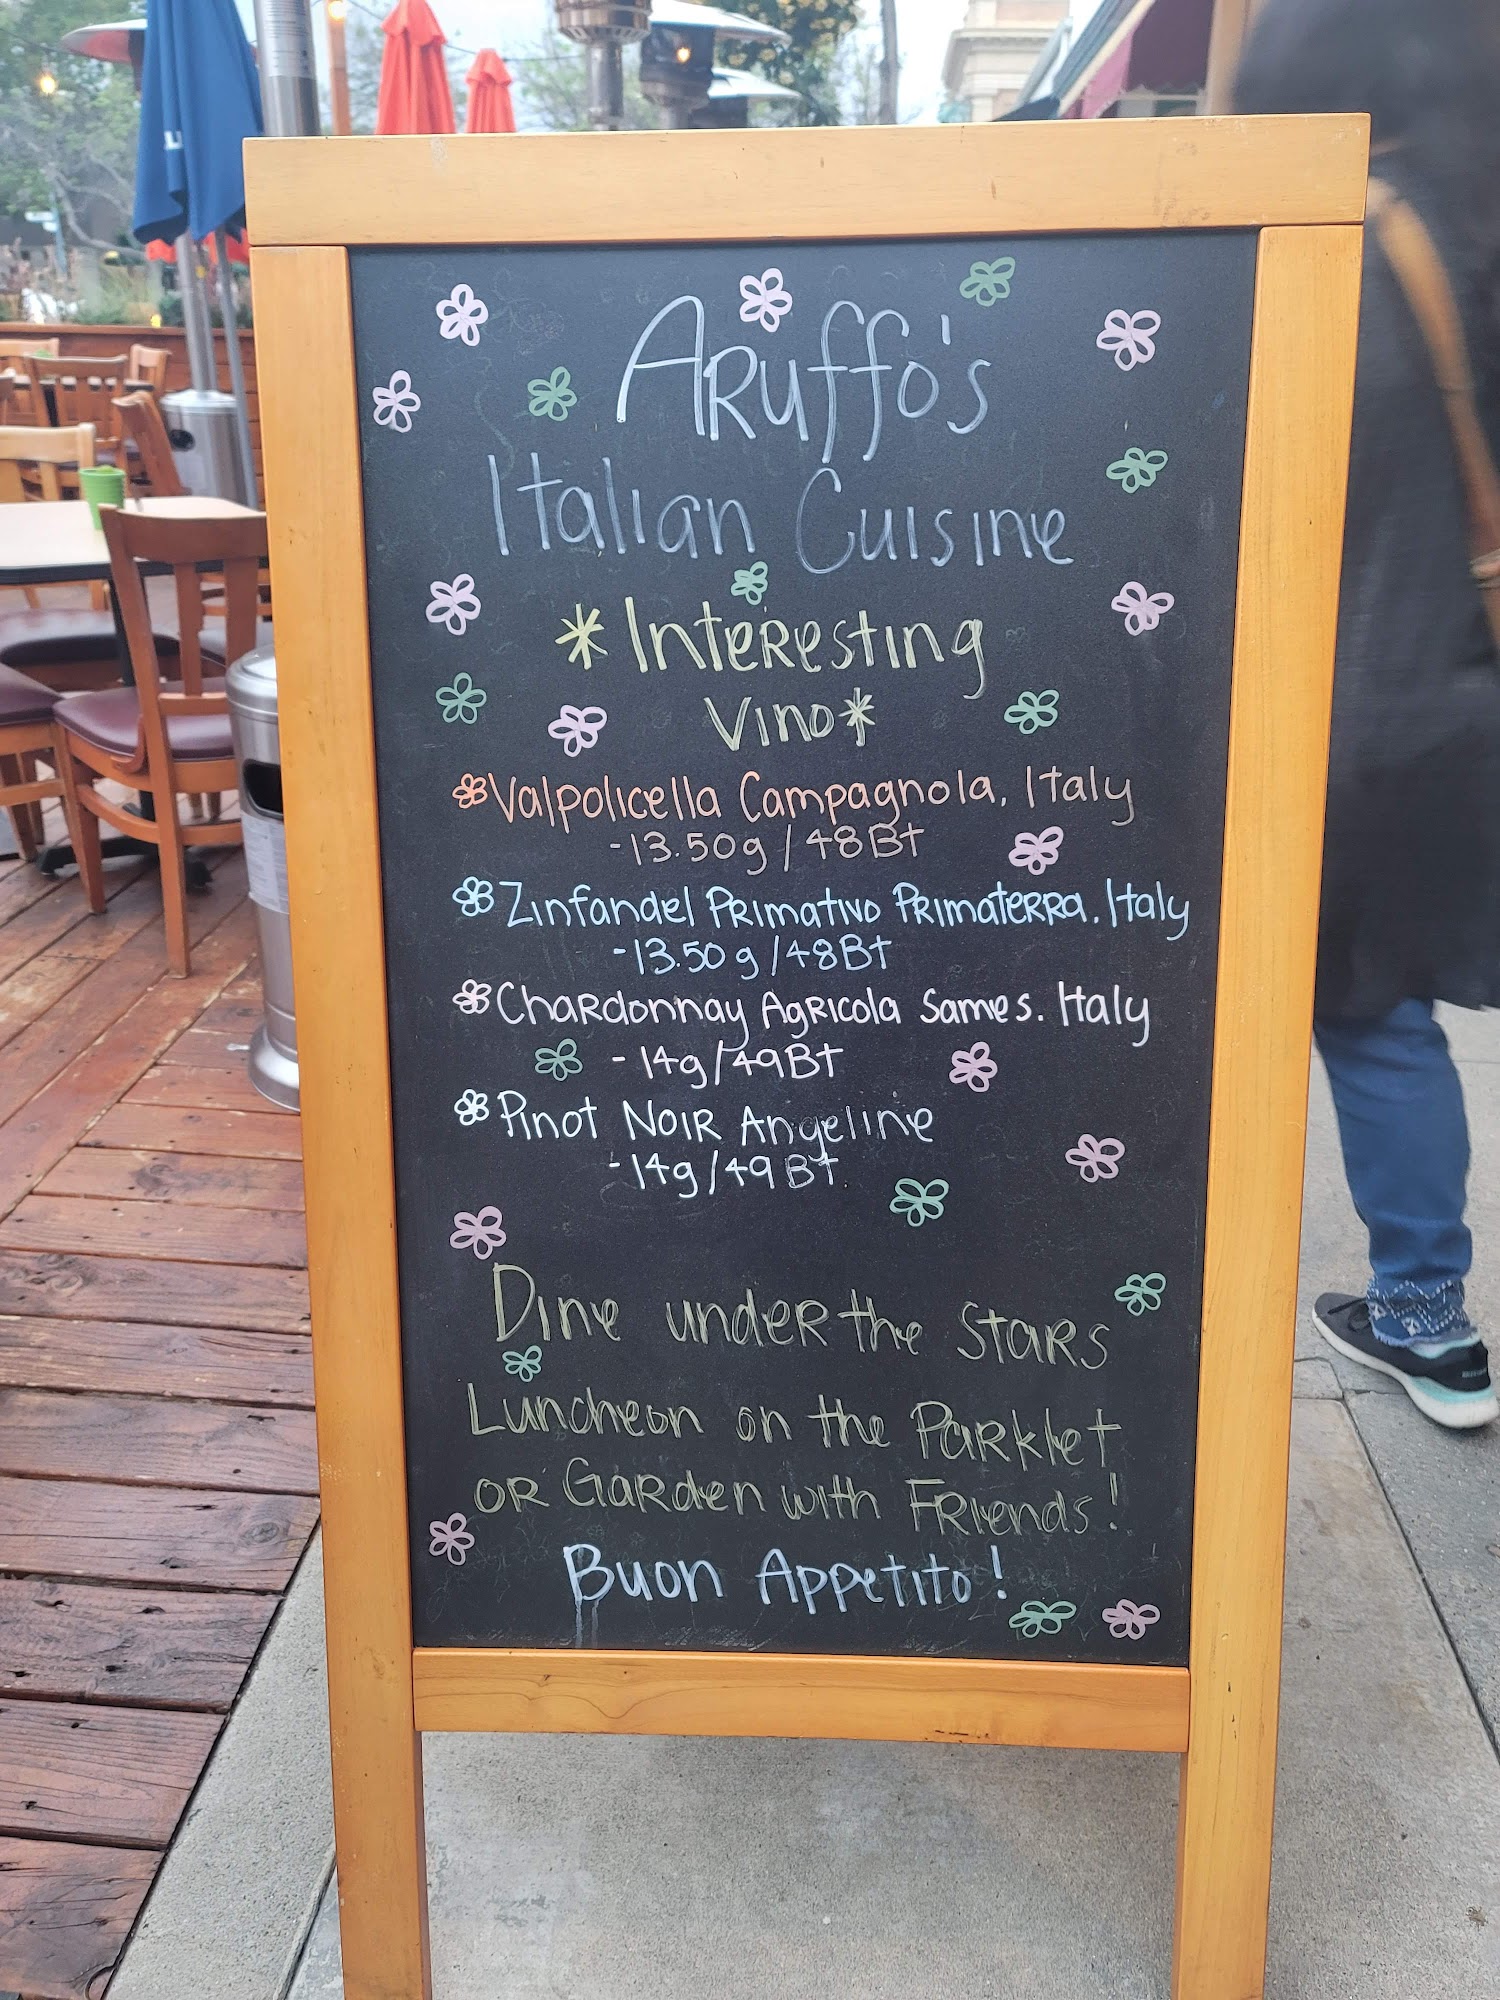 Aruffo's
Italian Cuisine
*Interesting
Vino*
Valpolicella Campagnola, Italy
-13.50g/48Bt
Zinfandel Primativo Primaterra. Italy
-13.50g/48Bt
Chardonnay Agricola Sames. Italy
-14g/49Bt
Pinot Noir Angeline
-14g/49Bt.
Dine under the Stars
Luncheon on the Parklet
or Garden with Friends!
Buon Appetito!